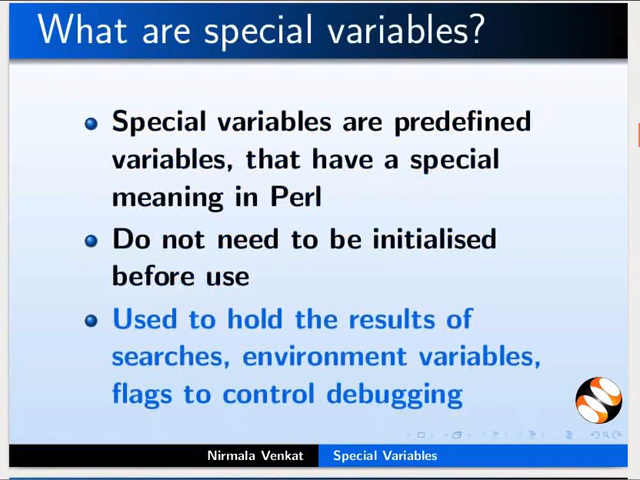 What are special variables?
Special variables are predefined
variables, that have a special
meaning in Perl
Do not need to be initialised
before use
Used to hold the results of
searches, environment variables,
flags to control debugging
Nirmala Venkat
Special Variables